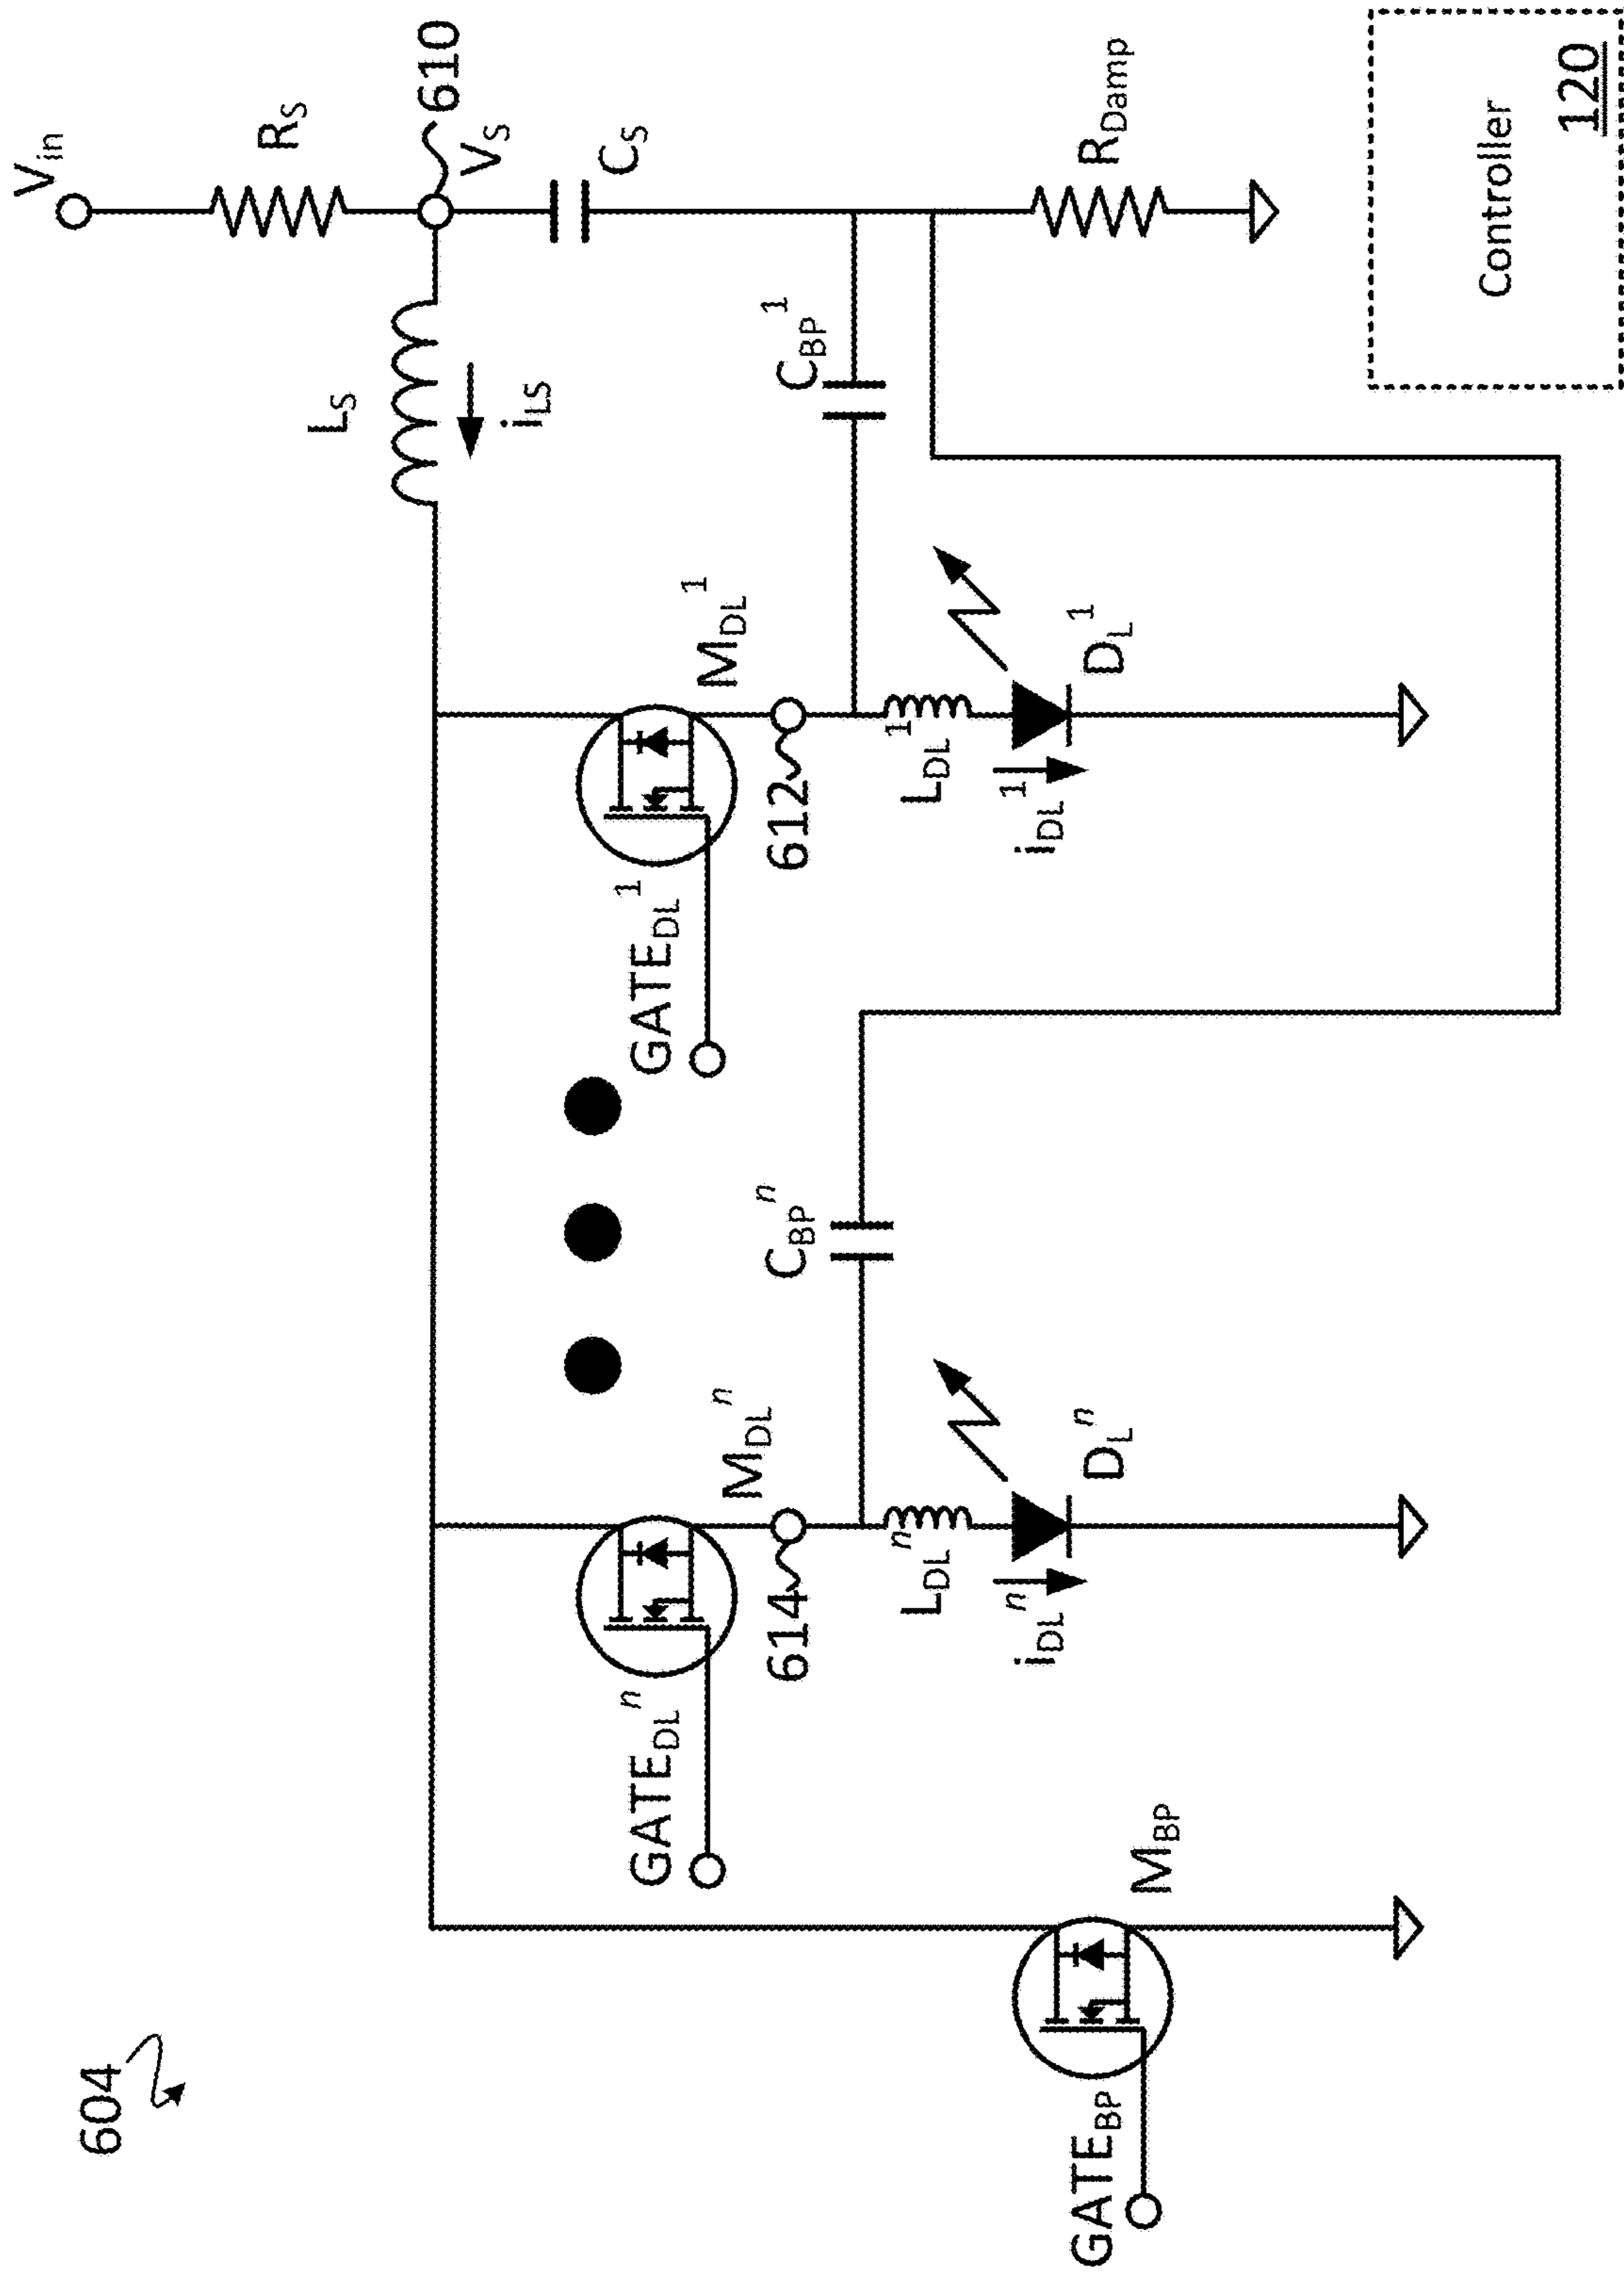 604
V_in
R_S
610
V_S
L_S
i_LS
C_S
C_BP^1
R_Damp
M_DL^1
GATE_DL^1
612
L_DL^1
i_DL^1
D_L^1
C_BP^n
M_DL^n
GATE_DL^n
614
L_DL^n
i_DL^n
D_L^n
GATE_BP
M_BP
Controller
120